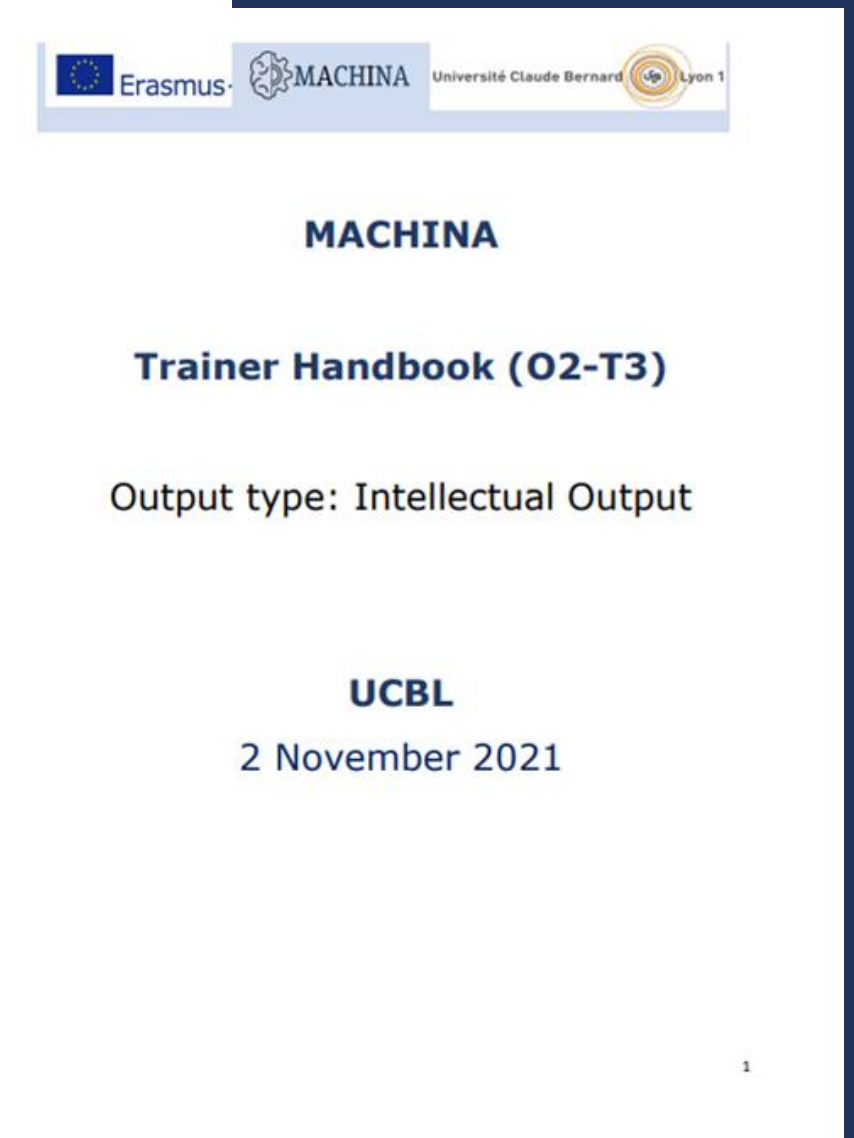 Erasmus+ MACHINA Université Claude Bernard Lyon 1
MACHINA
Trainer Handbook (O2-T3)
Output type: Intellectual Output
UCBL
2 November 2021
1